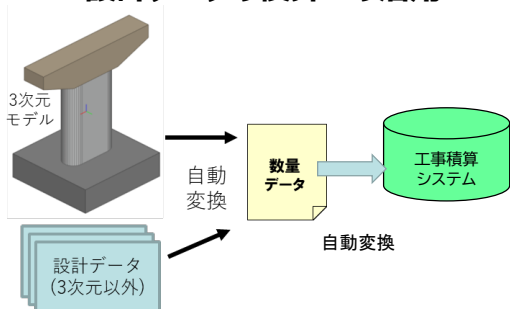 3次元
モデル
自動
変換
数量
データ
工事積算
システム
自動変換
設計データ
(3次元以外)